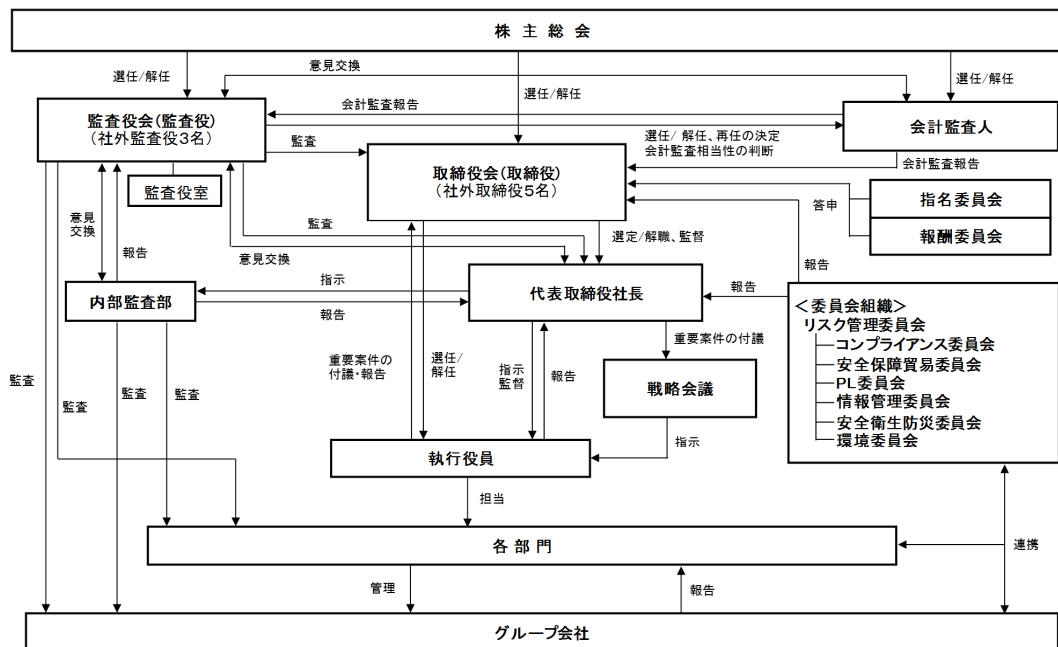 株 主 総 会
選任/解任
意見交換
選任/解任
選任/解任
監査役会(監査役)
(社外監査役3名)
会計監査報告
会計監査人
監査
選任/ 解任、再任の決定
会計監査相当性の判断
会計監査報告
取締役会(取締役)
(社外取締役5名)
監査役室
答申
指名委員会
報酬委員会
意見
交換
報告
監査
意見交換
選定/解職、監督
報告
指示
内部監査部
報告
代表取締役社長
報告
<委員会組織>
リスク管理委員会
コンプライアンス委員会
安全保障貿易委員会
PL委員会
情報管理委員会
安全衛生防災委員会
環境委員会
重要案件の付議
重要案件の
付議・報告
選任/
解任
指示
監督
報告
戦略会議
監査
監査
監査
監査
執行役員
指示
担当
各 部 門
連携
管理
報告
グループ会社